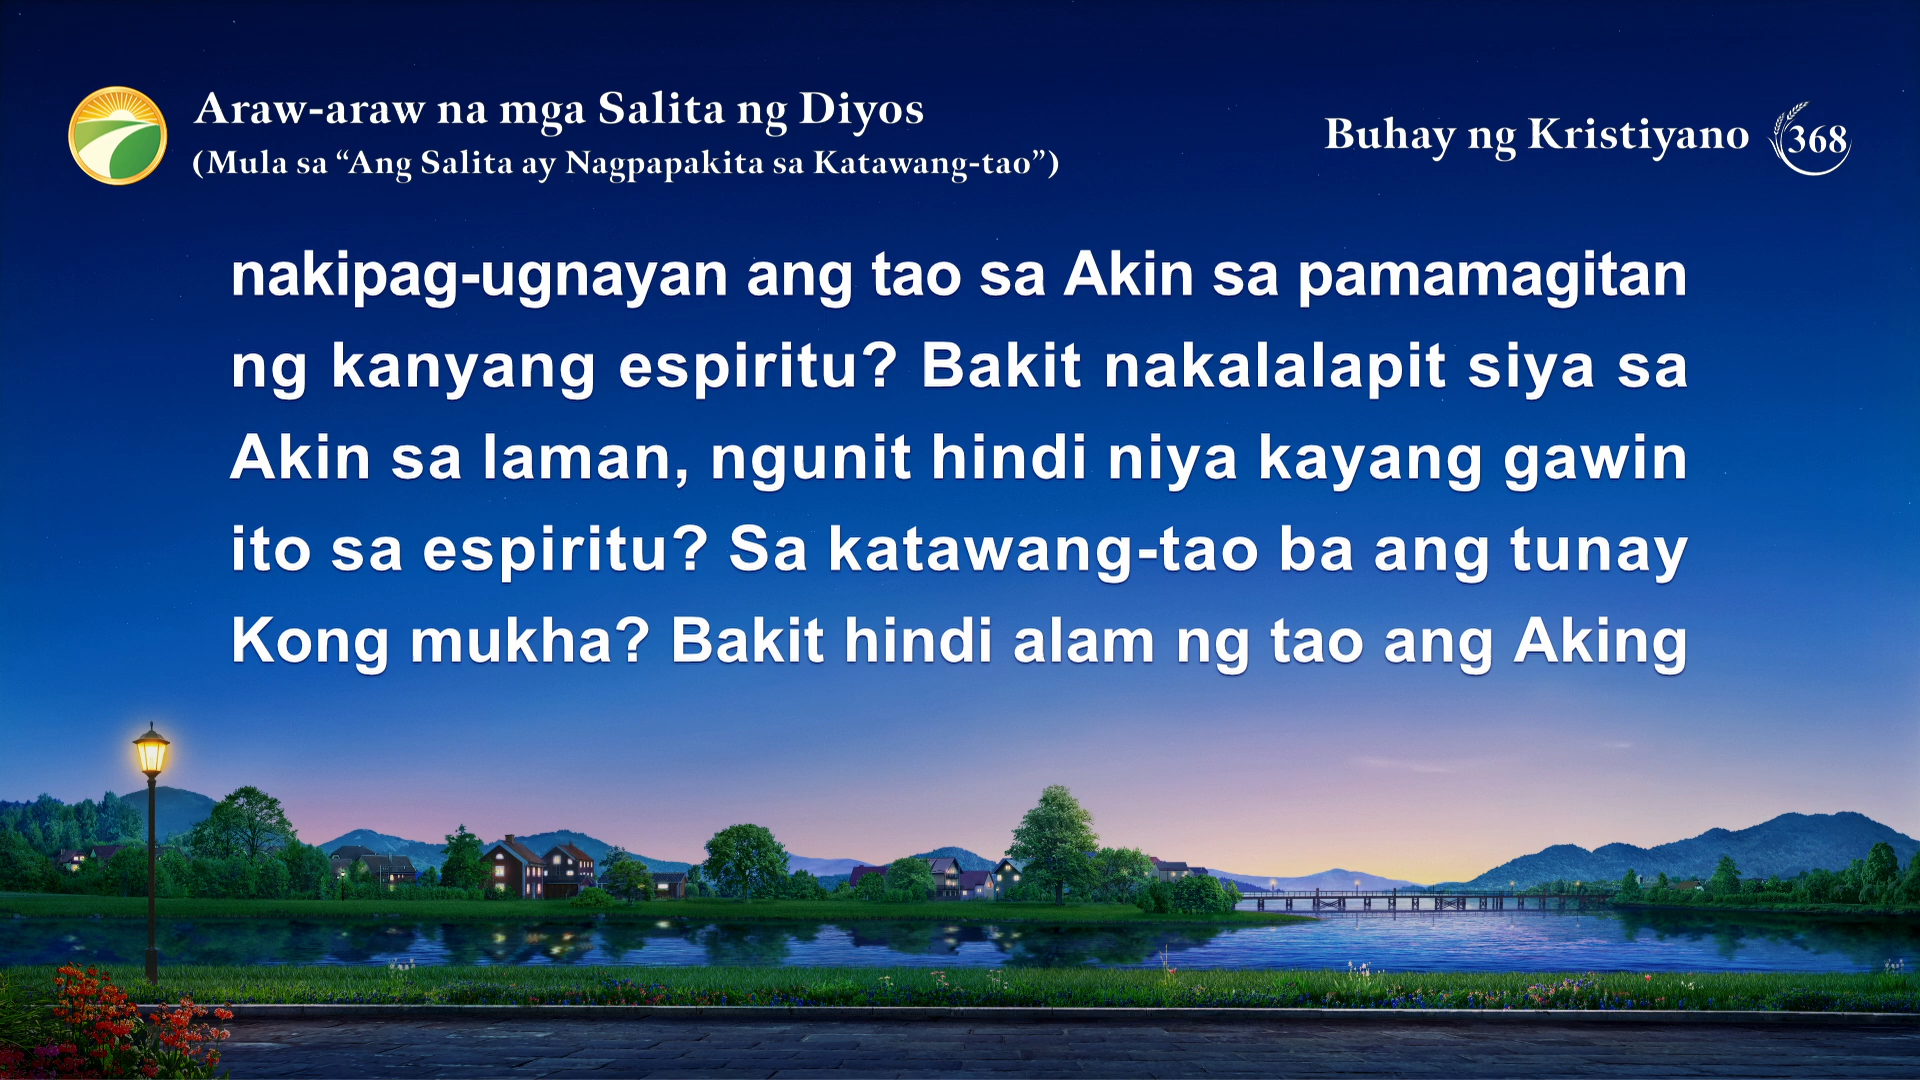 Araw-araw na mga Salita ng Diyos
(Mula sa “Ang Salita ay Nagpapakita sa Katawang-tao”)
Buhay ng Kristiyano 368
nakipag-ugnayan ang tao sa Akin sa pamamagitan
ng kanyang espiritu? Bakit nakalalapit siya sa
Akin sa laman, ngunit hindi niya kayang gawin
ito sa espiritu? Sa katawang-tao ba ang tunay
Kong mukha? Bakit hindi alam ng tao ang Aking